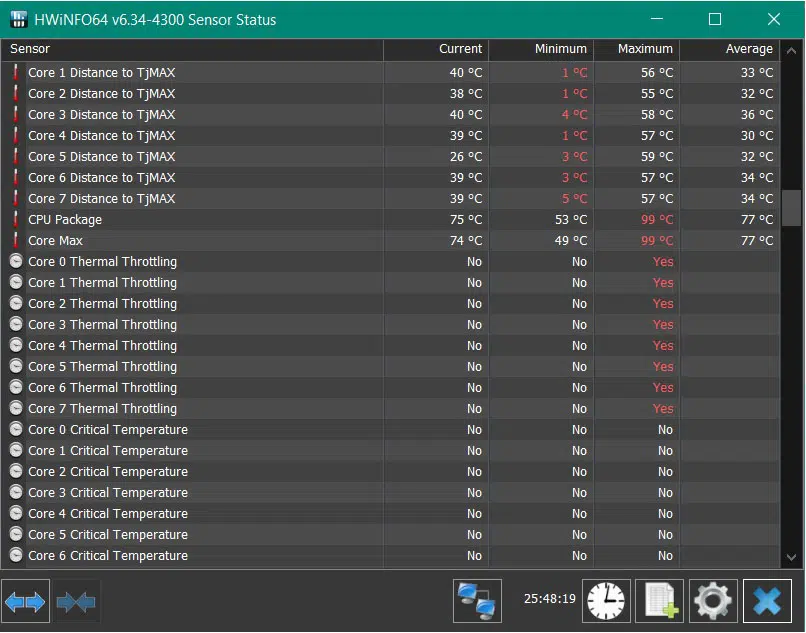 HWiNFO64 v6.34-4300 Sensor Status
Sensor Current Minimum Maximum Average
Core 1 Distance to TjMAX 40 °C 1 °C 56 °C 33 °C
Core 2 Distance to TjMAX 38 °C 1 °C 55 °C 32 °C
Core 3 Distance to TjMAX 40 °C 4 °C 58 °C 36 °C
Core 4 Distance to TjMAX 39 °C 1 °C 57 °C 30 °C
Core 5 Distance to TjMAX 26 °C 3 °C 59 °C 32 °C
Core 6 Distance to TjMAX 39 °C 3 °C 57 °C 34 °C
Core 7 Distance to TjMAX 39 °C 5 °C 57 °C 34 °C
CPU Package 75 °C 53 °C 99 °C 77 °C
Core Max 74 °C 49 °C 99 °C 77 °C
Core 0 Thermal Throttling No No Yes
Core 1 Thermal Throttling No No Yes
Core 2 Thermal Throttling No No Yes
Core 3 Thermal Throttling No No Yes
Core 4 Thermal Throttling No No Yes
Core 5 Thermal Throttling No No Yes
Core 6 Thermal Throttling No No Yes
Core 7 Thermal Throttling No No Yes
Core 0 Critical Temperature No No No
Core 1 Critical Temperature No No No
Core 2 Critical Temperature No No No
Core 3 Critical Temperature No No No
Core 4 Critical Temperature No No No
Core 5 Critical Temperature No No No
Core 6 Critical Temperature No No No
25:48:19